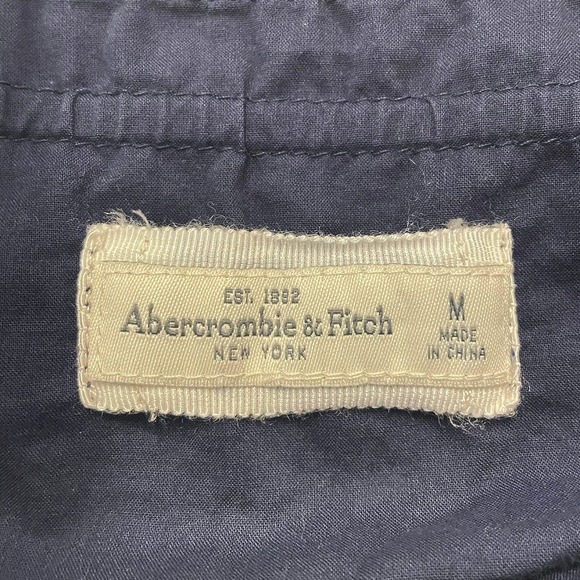 EST. 1892
Abercrombie & Fitch
NEW YORK
M
MADE
IN CHINA